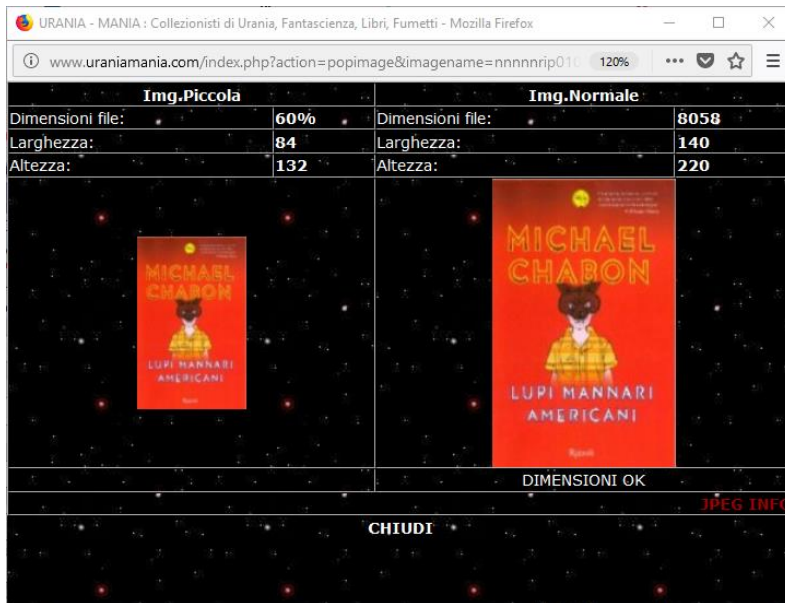 URANIA - MANIA : Collezionisti di Urania, Fantascienza, Libri, Fumetti - Mozilla Firefox
www.uraniamania.com/index.php?action=popimage&imagename=nnnnnrip010 120%
Img.Piccola Img.Normale
Dimensioni file: 60% Dimensioni file: 8058
Larghezza: 84 Larghezza: 140
Altezza: 132 Altezza: 220
MICHAEL
CHABON
LUPI MANNARI
AMERICANI
MICHAEL
CHABON
LUPI MANNARI
AMERICANI
Rizzoli
DIMENSIONI OK
JPEG INFO
CHIUDI